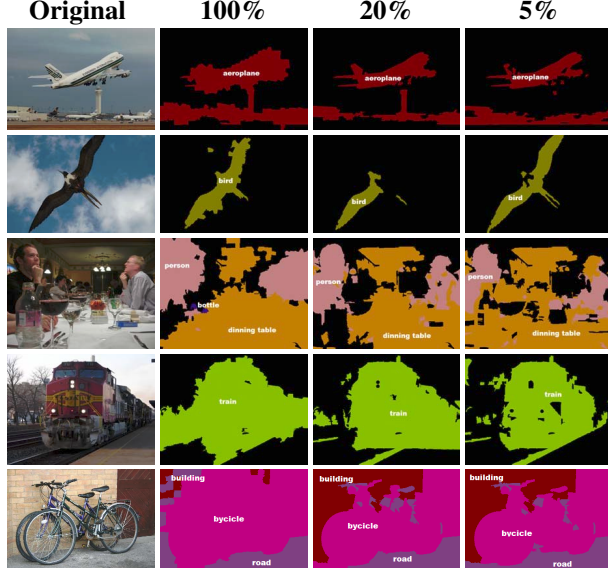 Original 100% 20% 5%
aeroplane aeroplane aeroplane
bird bird bird
person person person
bottle
dinning table dinning table dinning table
train train train
building building building
bycicle bycicle bycicle
road road road